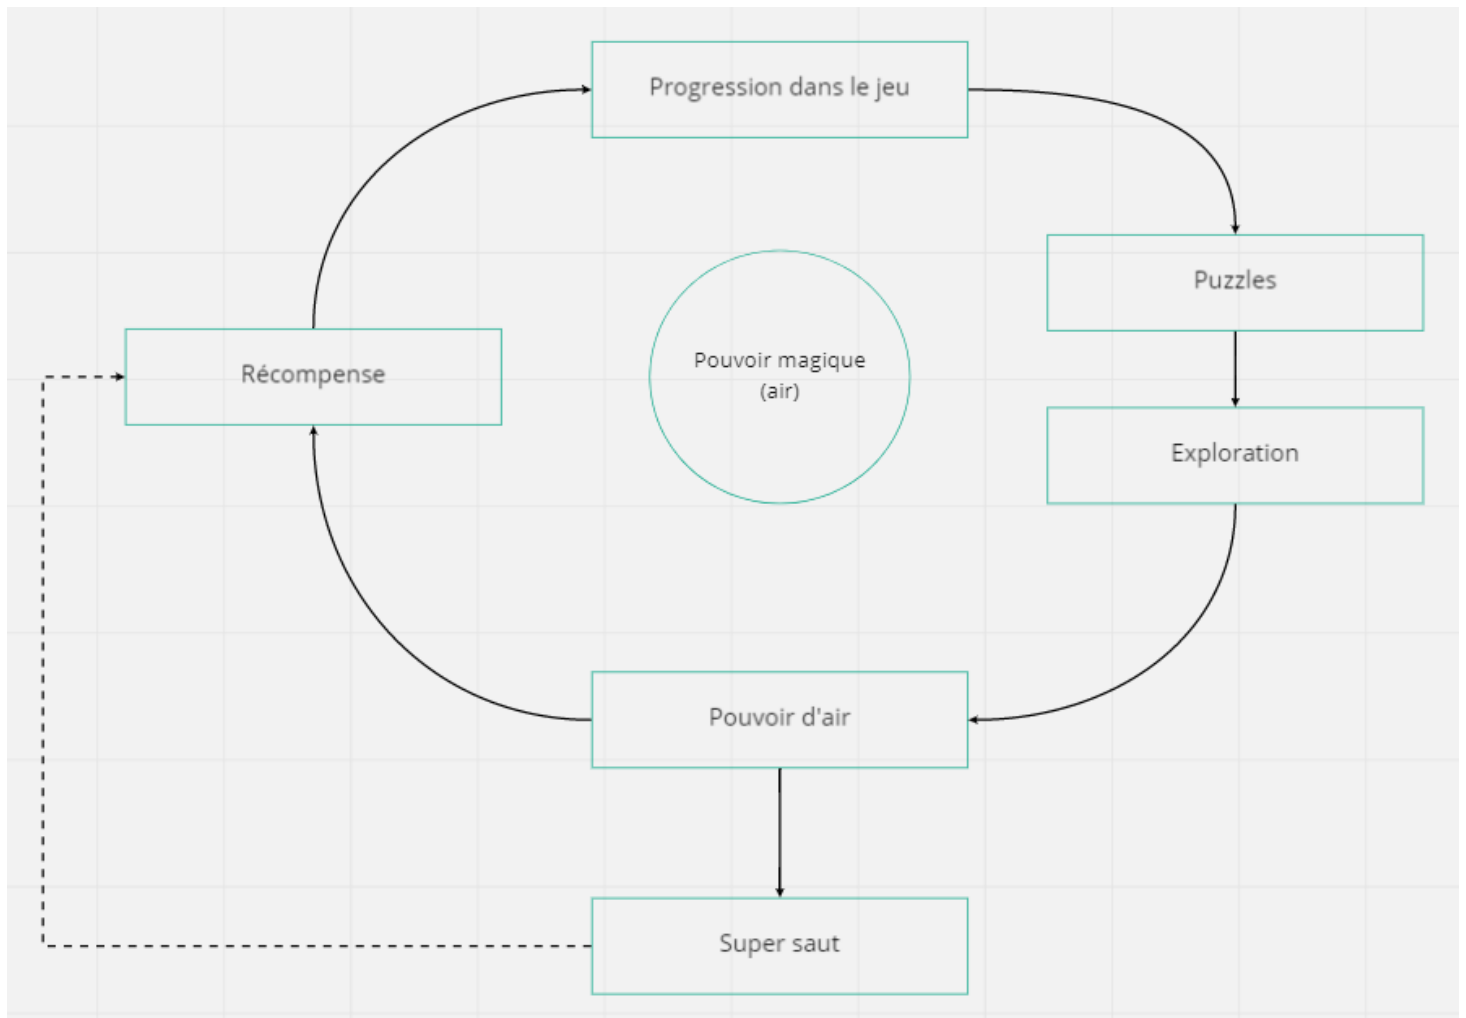 Progression dans le jeu
Puzzles
Pouvoir magique
(air)
Récompense
Exploration
Pouvoir d'air
Super saut